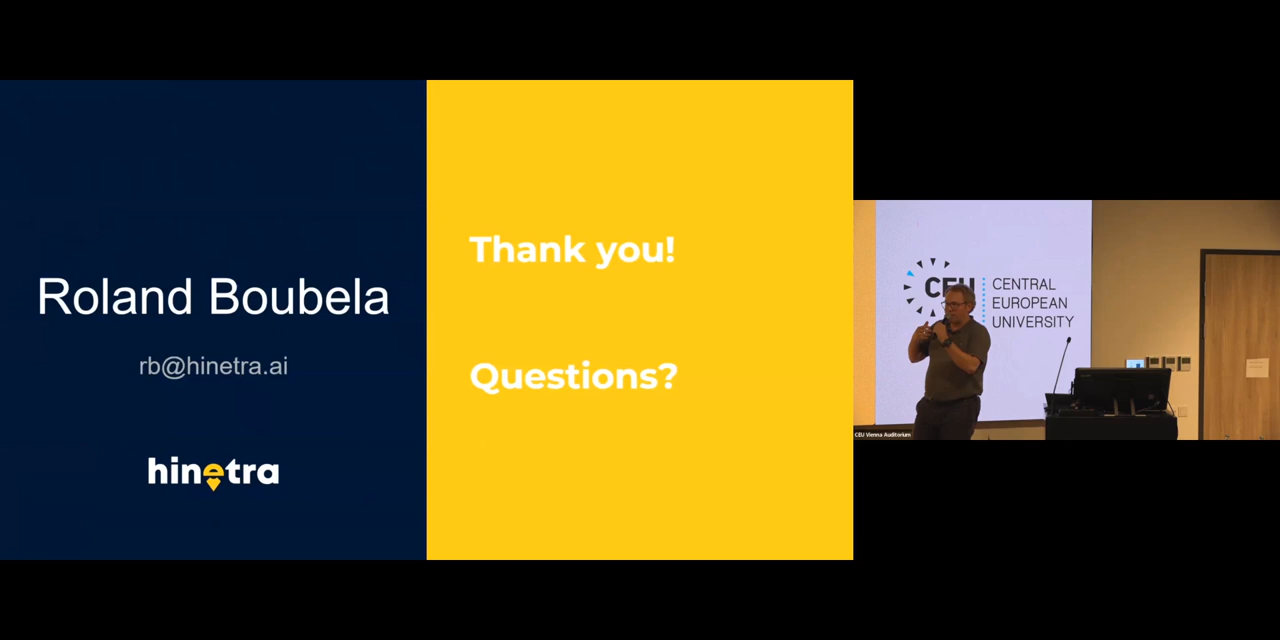 Roland Boubela
rb@hinetra.ai
hinetra
Thank you!
Questions?
CEU
CENTRAL
EUROPEAN
UNIVERSITY
CEU Vienna Auditorium